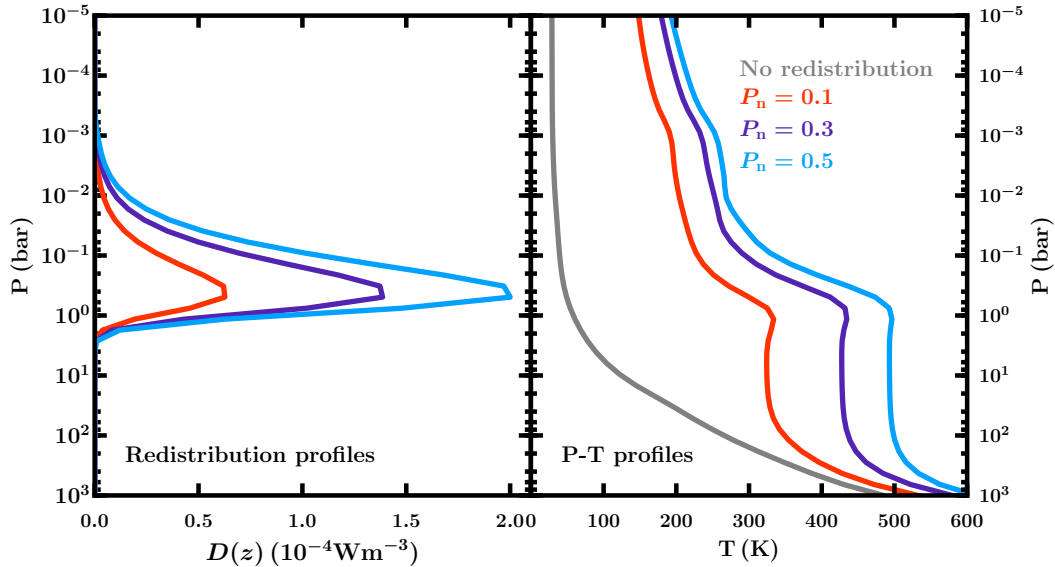 10⁻⁵
10⁻⁴
10⁻³
10⁻²
10⁻¹
10⁰
10¹
10²
10³
P (bar)
0.0 0.5 1.0 1.5 2.00
D(z) (10⁻⁴Wm⁻³)
Redistribution profiles
No redistribution
Pₙ = 0.1
Pₙ = 0.3
Pₙ = 0.5
P-T profiles
100 200 300 400 500 600
T (K)
10⁻⁵
10⁻⁴
10⁻³
10⁻²
10⁻¹
10⁰
10¹
10²
10³
P (bar)